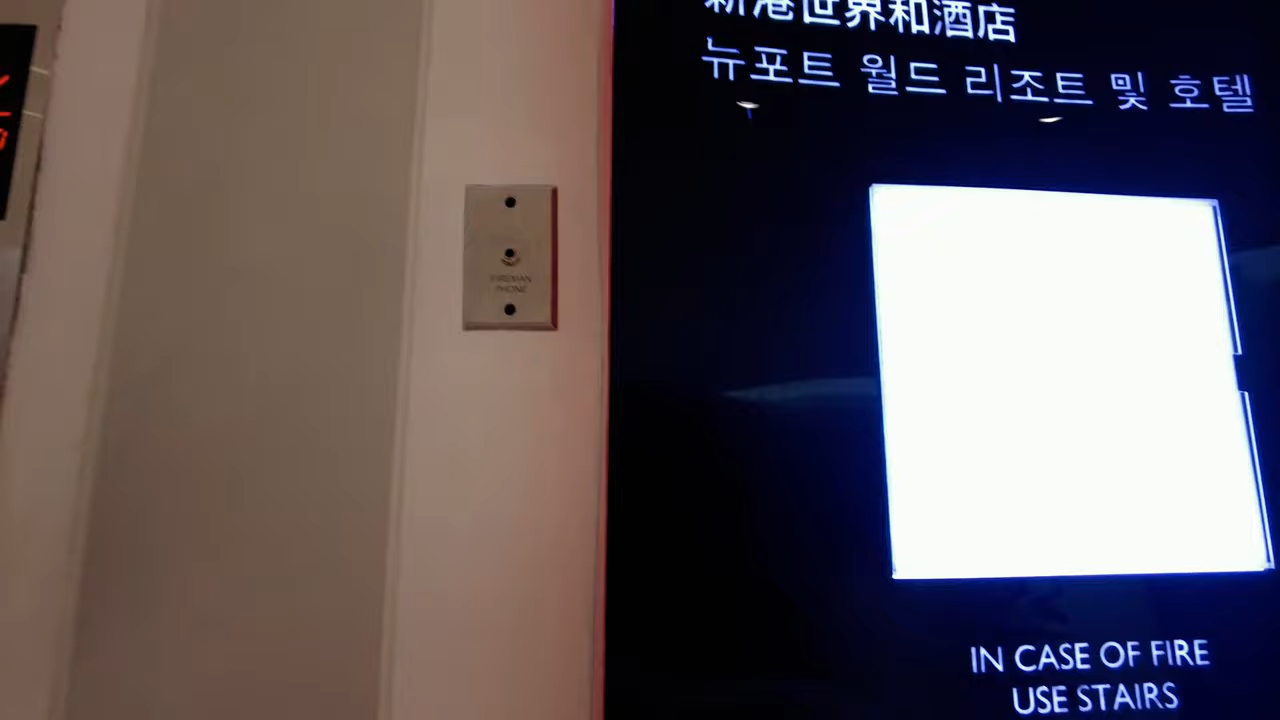 新港世界和酒店
뉴포트 월드 리조트 및 호텔
FIREMAN
PHONE
IN CASE OF FIRE
USE STAIRS